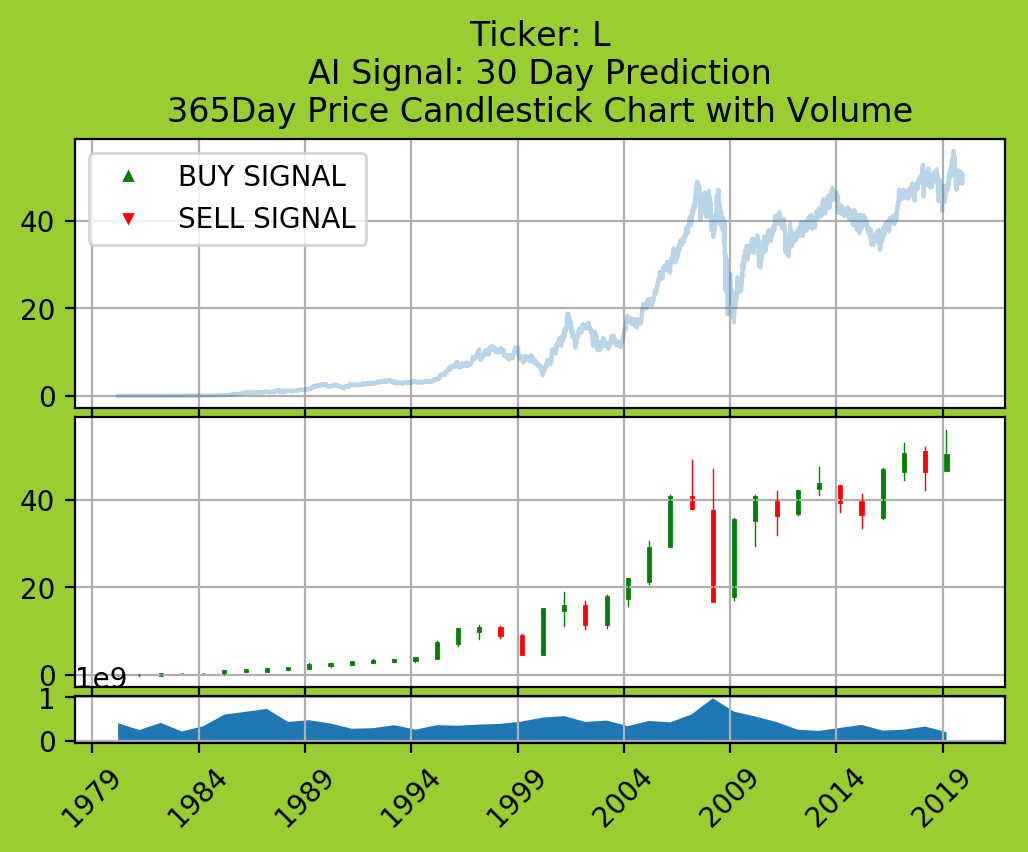 Ticker: L
AI Signal: 30 Day Prediction
365Day Price Candlestick Chart with Volume
BUY SIGNAL
SELL SIGNAL
40
20
0
40
20
0
1e9
1
0
1979
1984
1989
1994
1999
2004
2009
2014
2019